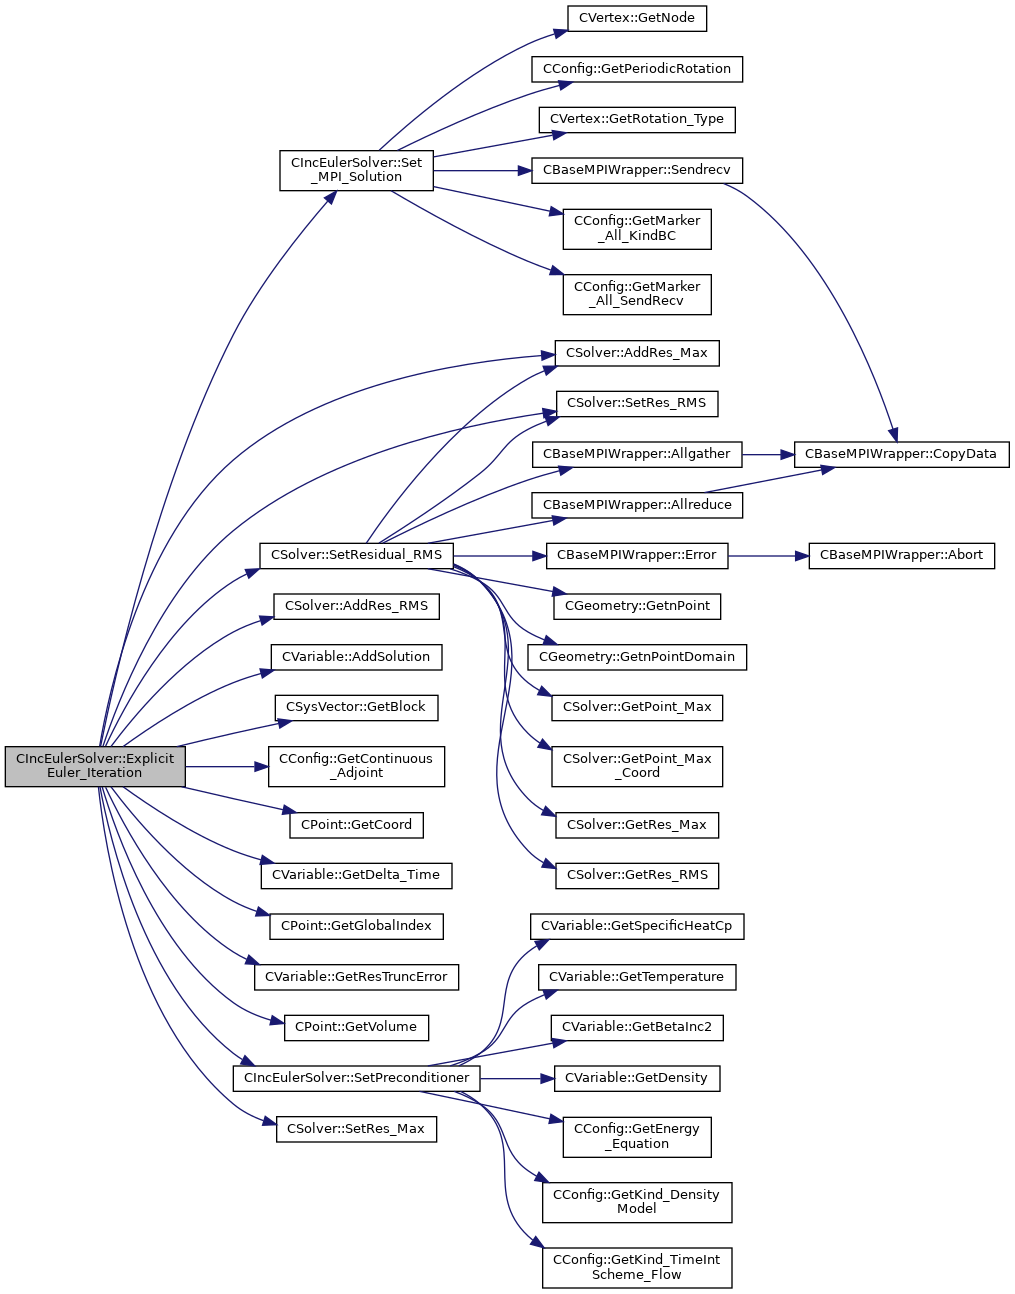 CVertex::GetNode
CConfig::GetPeriodicRotation
CVertex::GetRotation_Type
CIncEulerSolver::Set
_MPI_Solution
CBaseMPIWrapper::Sendrecv
CConfig::GetMarker
_All_KindBC
CConfig::GetMarker
_All_SendRecv
CSolver::AddRes_Max
CSolver::SetRes_RMS
CBaseMPIWrapper::Allgather
CBaseMPIWrapper::CopyData
CBaseMPIWrapper::Allreduce
CSolver::SetResidual_RMS
CBaseMPIWrapper::Error
CBaseMPIWrapper::Abort
CSolver::AddRes_RMS
CGeometry::GetnPoint
CVariable::AddSolution
CGeometry::GetnPointDomain
CSysVector::GetBlock
CSolver::GetPoint_Max
CIncEulerSolver::Explicit
Euler_Iteration
CConfig::GetContinuous
_Adjoint
CSolver::GetPoint_Max
_Coord
CPoint::GetCoord
CSolver::GetRes_Max
CVariable::GetDelta_Time
CSolver::GetRes_RMS
CPoint::GetGlobalIndex
CVariable::GetSpecificHeatCp
CVariable::GetResTruncError
CVariable::GetTemperature
CPoint::GetVolume
CVariable::GetBetaInc2
CIncEulerSolver::SetPreconditioner
CVariable::GetDensity
CSolver::SetRes_Max
CConfig::GetEnergy
_Equation
CConfig::GetKind_Density
Model
CConfig::GetKind_TimeInt
Scheme_Flow